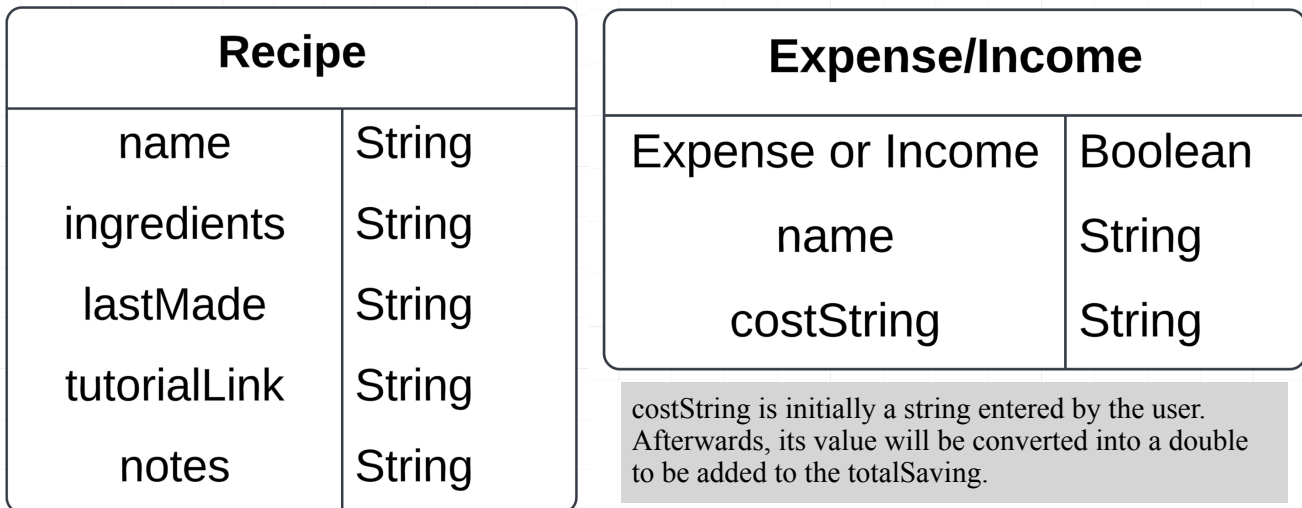 Recipe
name String
ingredients String
lastMade String
tutorialLink String
notes String
Expense/Income
Expense or Income Boolean
name String
costString String
costString is initially a string entered by the user.
Afterwards, its value will be converted into a double
to be added to the totalSaving.